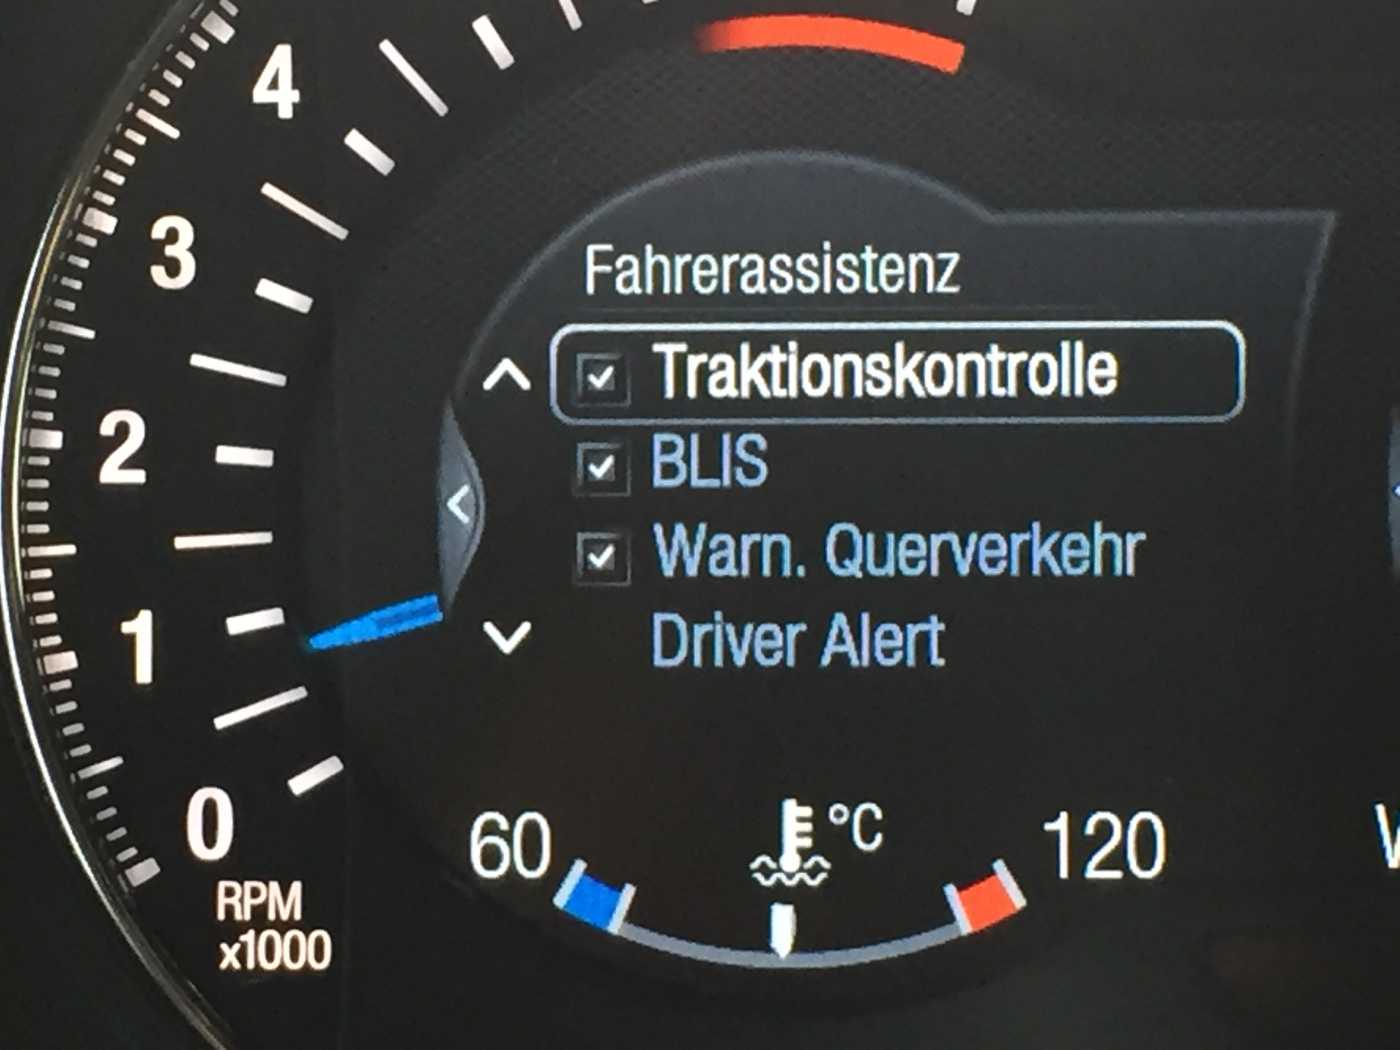 4
3
2
1
0
RPM
x1000
Fahrerassistenz
Traktionskontrolle
BLIS
Warn. Querverkehr
Driver Alert
60
°C
120